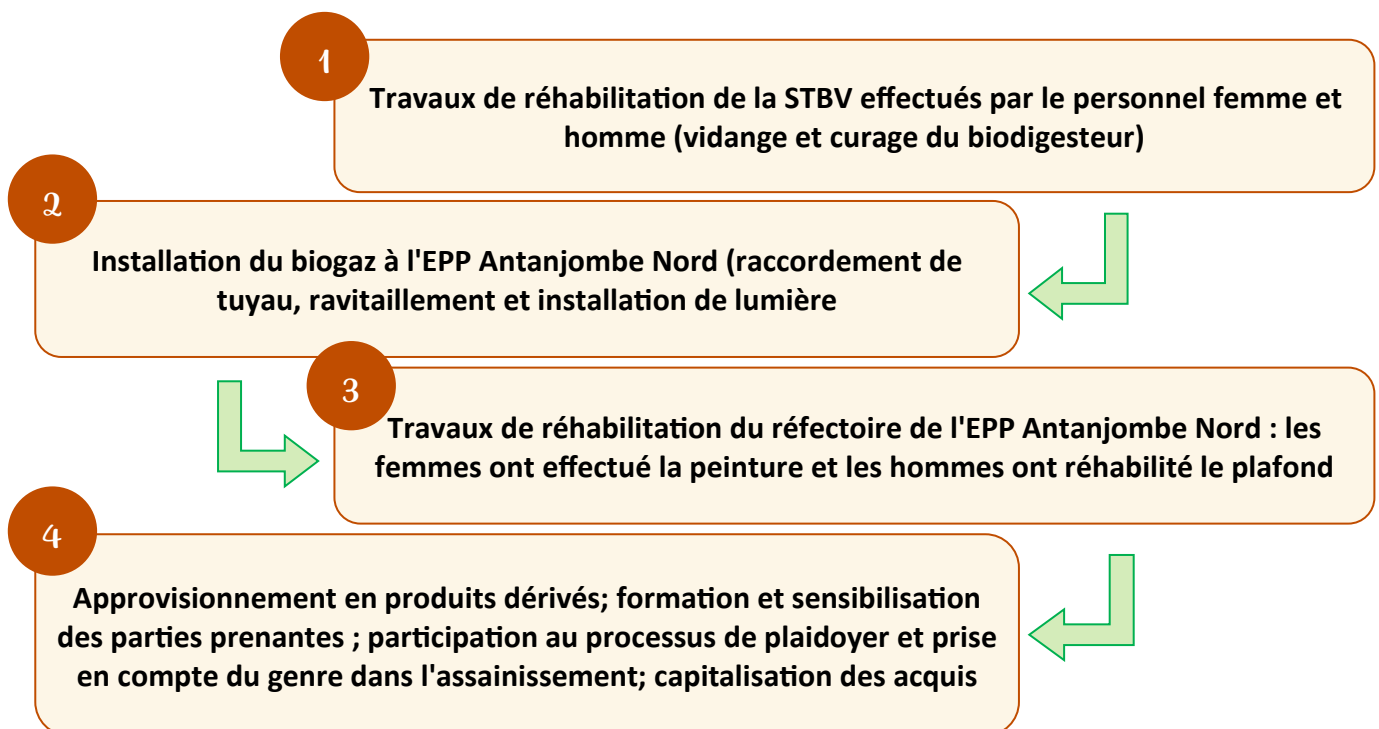 1
Travaux de réhabilitation de la STBV effectués par le personnel femme et
homme (vidange et curage du biodigesteur)
2
Installation du biogaz à l'EPP Antanjombe Nord (raccordement de
tuyau, ravitaillement et installation de lumière
3
Travaux de réhabilitation du réfectoire de l'EPP Antanjombe Nord : les
femmes ont effectué la peinture et les hommes ont réhabilité le plafond
4
Approvisionnement en produits dérivés; formation et sensibilisation
des parties prenantes ; participation au processus de plaidoyer et prise
en compte du genre dans l'assainissement; capitalisation des acquis